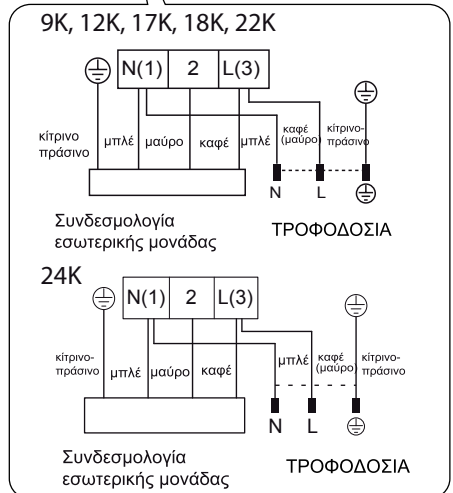 9K, 12K, 17K, 18K, 22K
N(1) 2 L(3)
κίτρινο πράσινο
μπλέ μαύρο καφέ μπλέ
καφέ (μαύρο)
κίτρινο-πράσινο
N L
Συνδεσμολογία
εσωτερικής μονάδας
ΤΡΟΦΟΔΟΣΙΑ
24K
N(1) 2 L(3)
κίτρινο-πράσινο
μπλέ μαύρο καφέ
μπλέ
καφέ (μαύρο)
κίτρινο-πράσινο
N L
Συνδεσμολογία
εσωτερικής μονάδας
ΤΡΟΦΟΔΟΣΙΑ